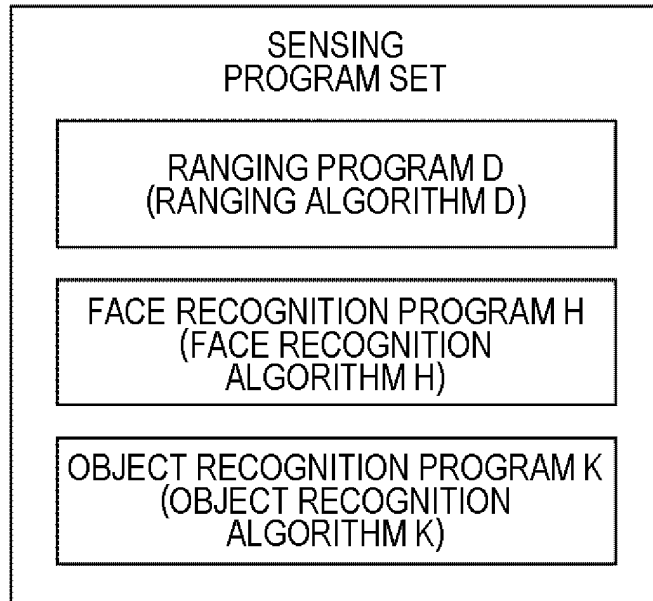 SENSING
PROGRAM SET
RANGING PROGRAM D
(RANGING ALGORITHM D)
FACE RECOGNITION PROGRAM H
(FACE RECOGNITION
ALGORITHM H)
OBJECT RECOGNITION PROGRAM K
(OBJECT RECOGNITION
ALGORITHM K)